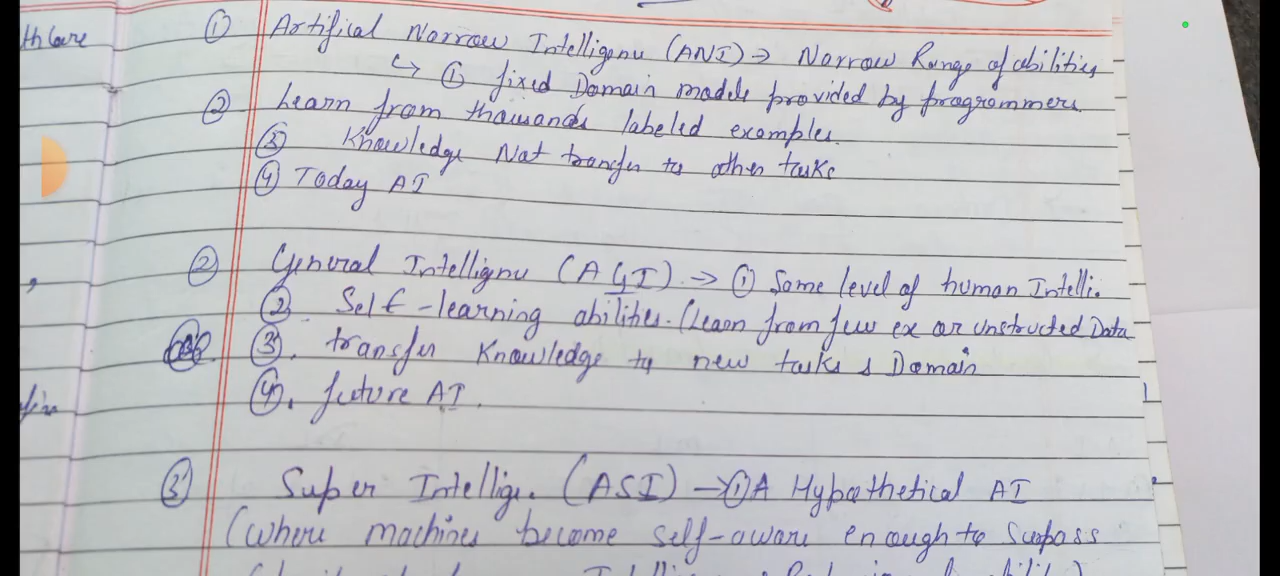 th Care
① Artifical Narrow Intelligenu (ANI) → Narrow Range of abilities
↳ ① fixed Domain models provided by programmers.
② Learn from thousands labeled examples.
③ Knowledge Not transfer to other tasks
④ Today AI
② General Intellignu (AGI) → ① Same level of human Intelli.
② Self-learning abilities. (Learn from few ex or unstructed Data
③. transfer Knowledge to new tasks & Domain
④. future AI.
③ Super Intellige. (ASI) → ① A Hypothetical AI
(where machines become self-aware enough to Surpass